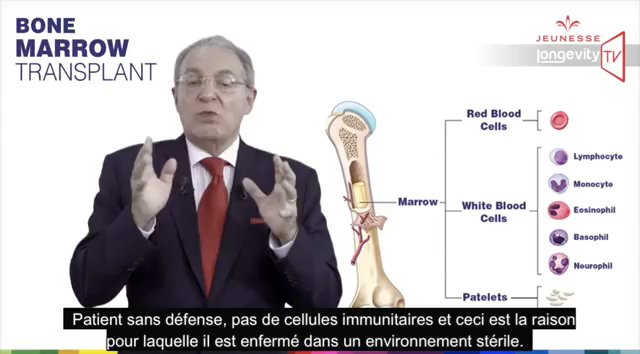 BONE
MARROW
TRANSPLANT
JEUNESSE
longevity TV
Red Blood
Cells
Lymphocyte
Monocyte
Marrow
White Blood
Cells
Eosinophil
Basophil
Neurophil
Platelets
Patient sans défense, pas de cellules immunitaires et ceci est la raison
pour laquelle il est enfermé dans un environnement stérile.